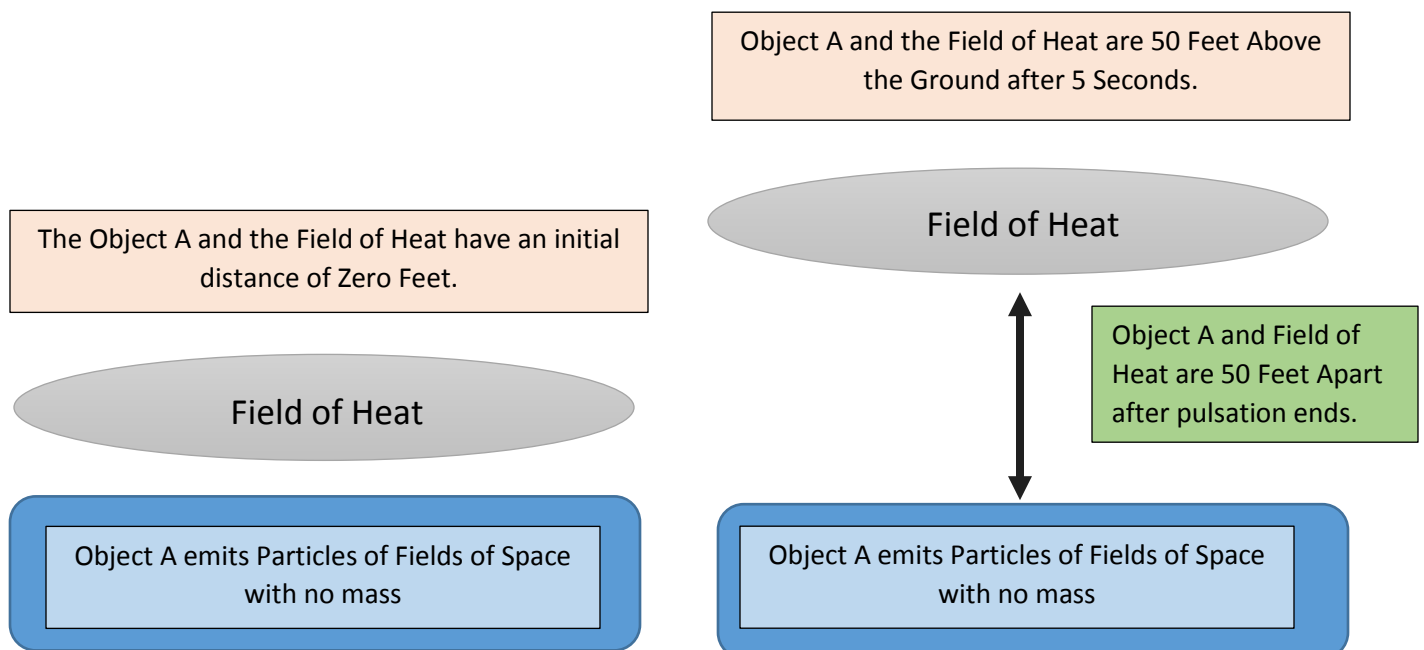 The Object A and the Field of Heat have an initial
distance of Zero Feet.
Field of Heat
Object A emits Particles of Fields of Space
with no mass
Object A and the Field of Heat are 50 Feet Above
the Ground after 5 Seconds.
Field of Heat
Object A and Field of
Heat are 50 Feet Apart
after pulsation ends.
Object A emits Particles of Fields of Space
with no mass